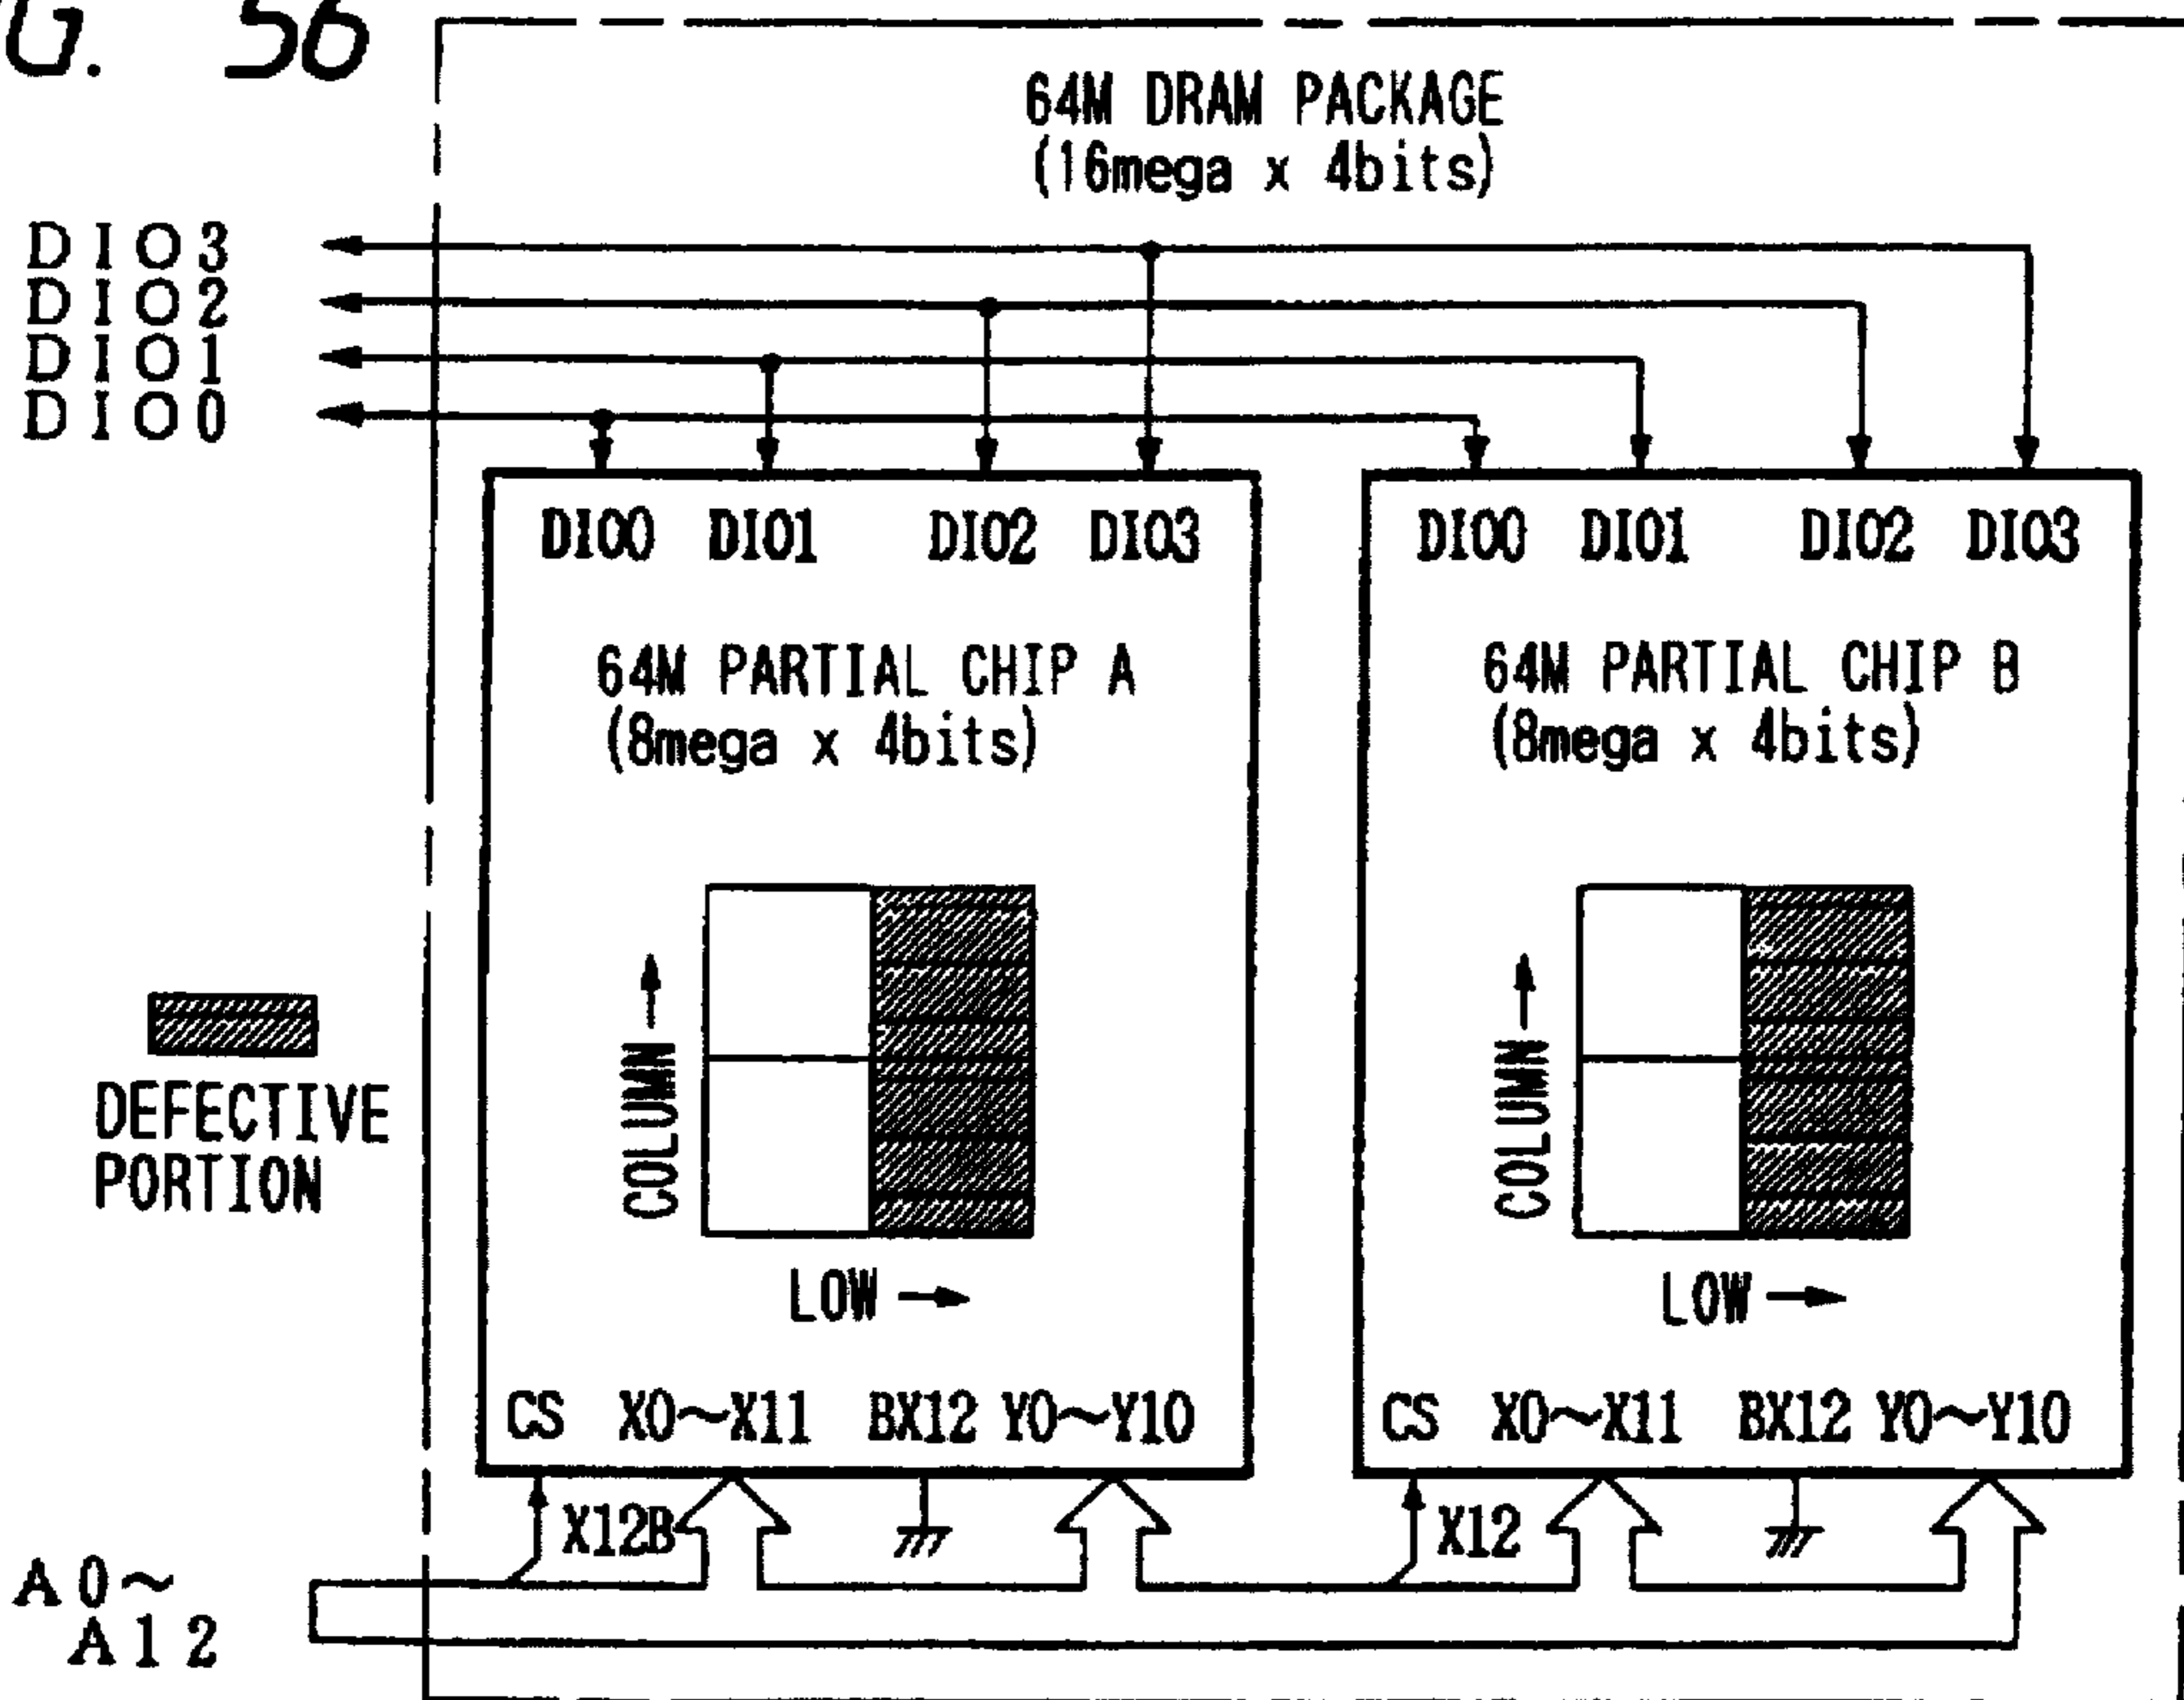 G. 56
64M DRAM PACKAGE
(16mega x 4bits)
DIO3
DIO2
DIO1
DIO0
DIO0 DIO1 DIO2 DIO3
DIO0 DIO1 DIO2 DIO3
64M PARTIAL CHIP A
(8mega x 4bits)
64M PARTIAL CHIP B
(8mega x 4bits)
DEFECTIVE
PORTION
COLUMN
LOW
COLUMN
LOW
CS X0~X11 BX12 Y0~Y10
CS X0~X11 BX12 Y0~Y10
X12B
X12
A0~
A12